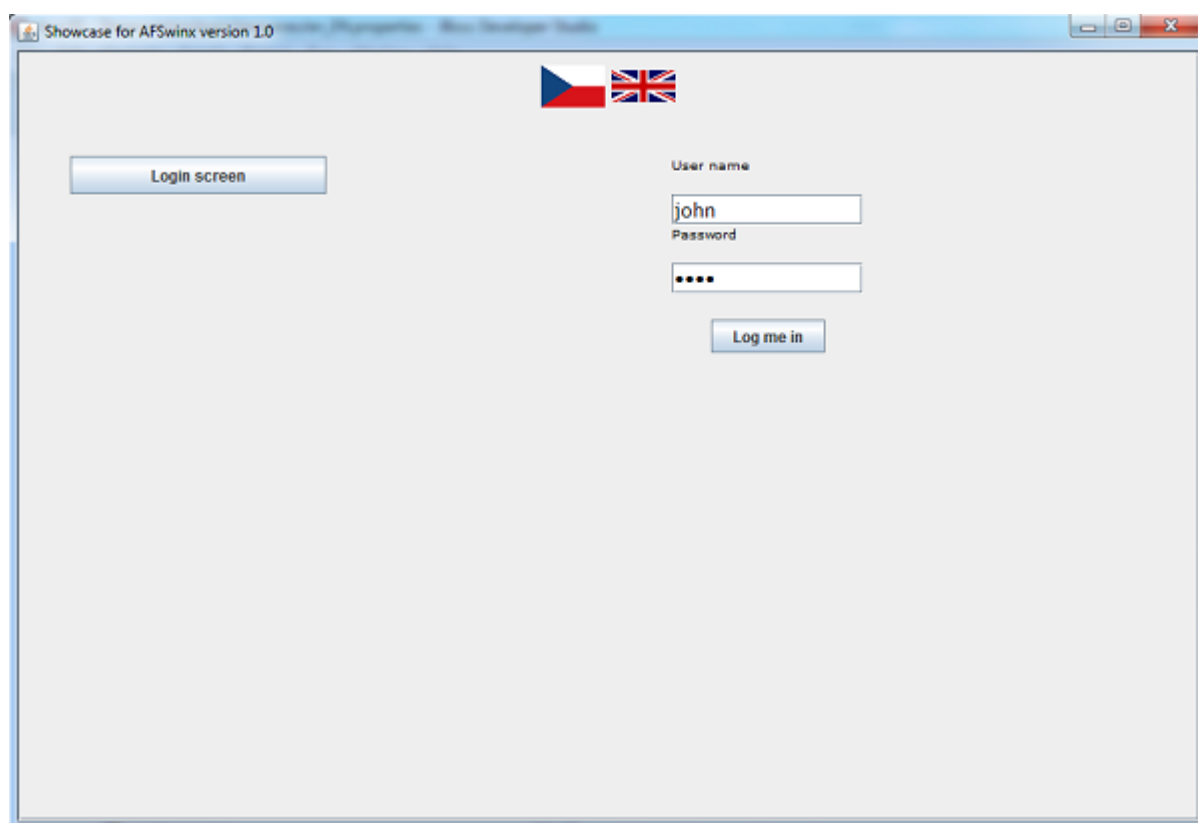 Showcase for AFSwinx version 1.0
Login screen
User name
john
Password
••••
Log me in